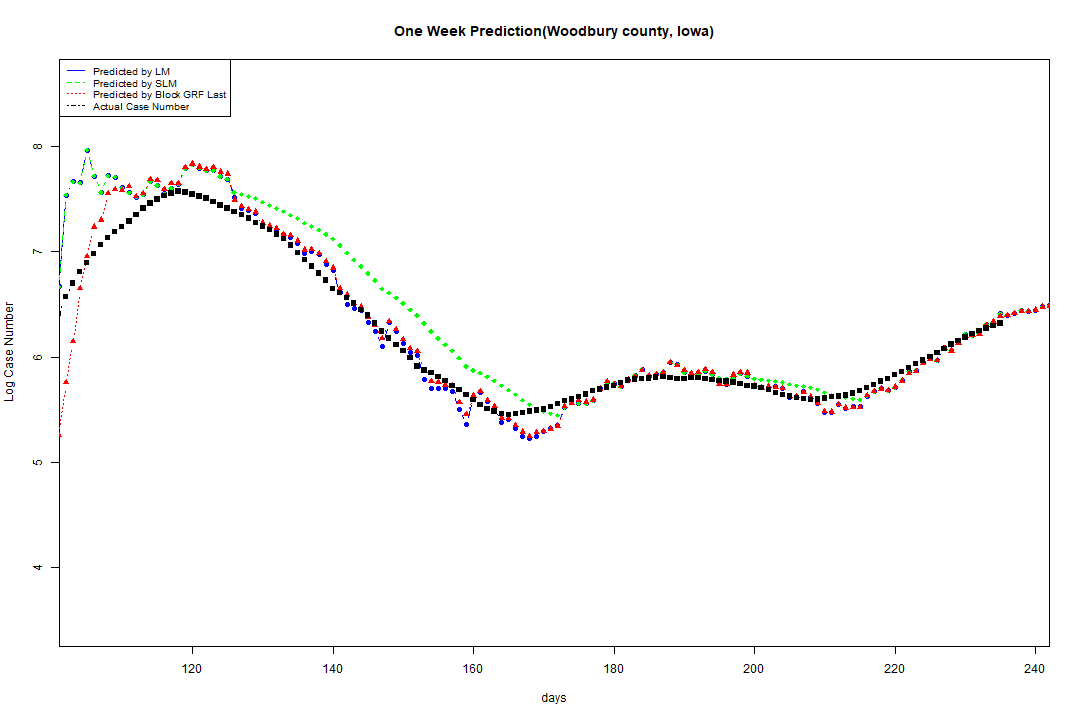 One Week Prediction(Woodbury county, Iowa)
Predicted by LM
Predicted by SLM
Predicted by Block GRF Last
Actual Case Number
8
7
6
5
4
Log Case Number
120 140 160 180 200 220 240
days